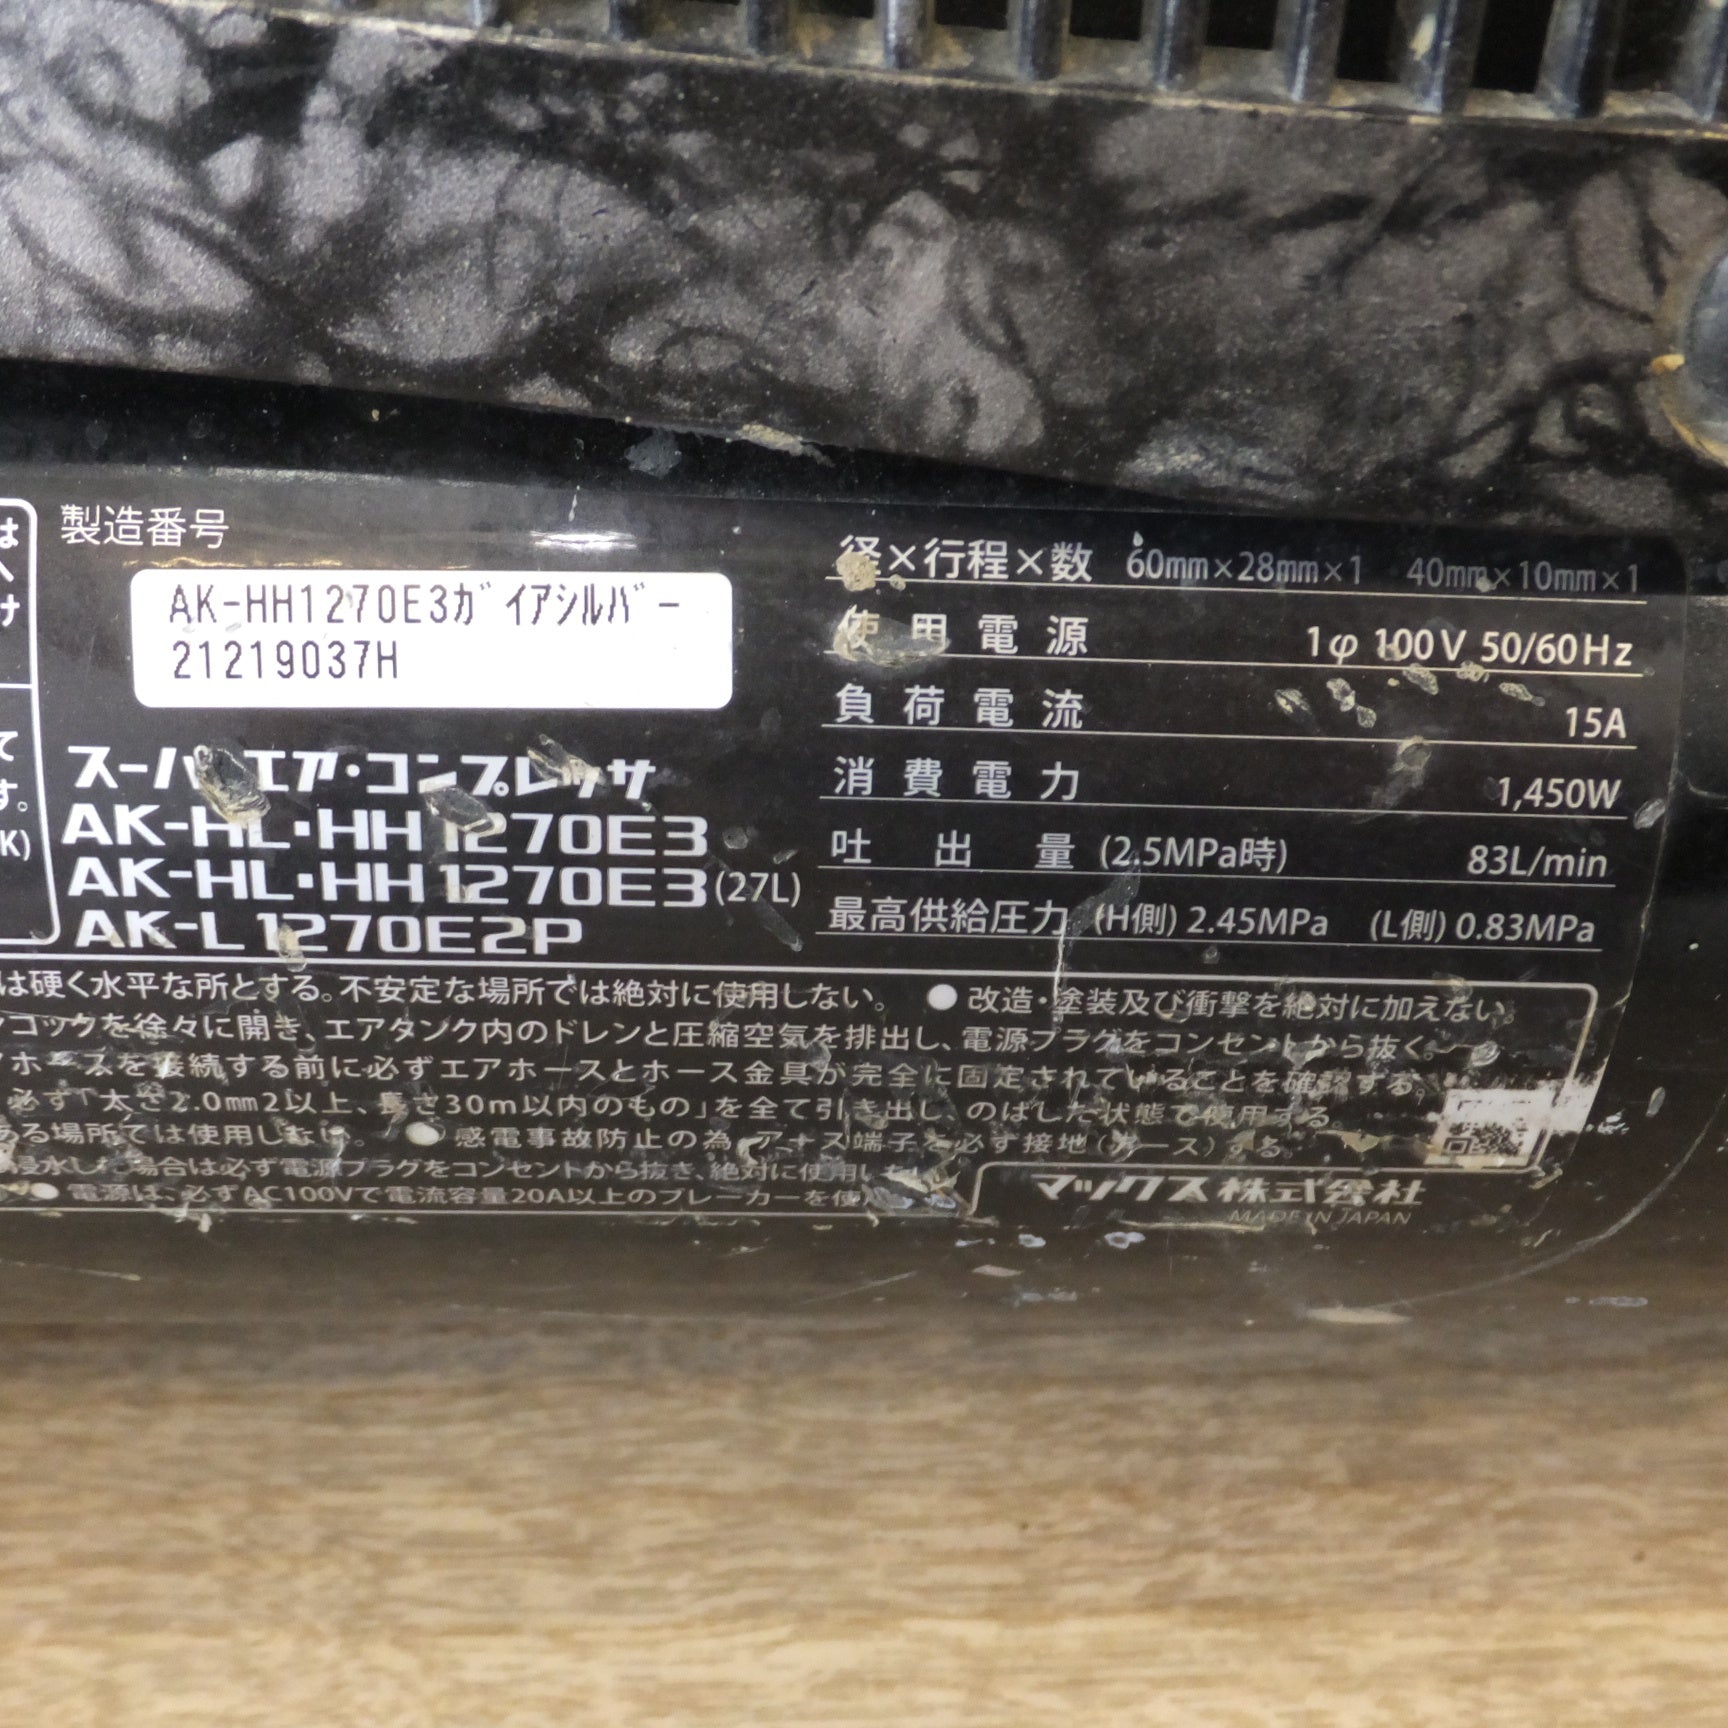 は
へ
け
て
す。
K)
製造番号
AK-HH1270E3ガイアシルバー
21219037H
スーパーエア・コンプレッサ
AK-HL・HH1270E3
AK-HL・HH1270E3(27L)
AK-L1270E2P
径×行程×数 60mm×28mm×1 40mm×10mm×1
使用電源 1φ 100V 50/60Hz
負荷電流 15A
消費電力 1,450W
吐出量 (2.5MPa時) 83L/min
最高供給圧力 (H側) 2.45MPa (L側) 0.83MPa
は硬く水平な所とする。不安定な場所では絶対に使用しない。 ●改造・塗装及び衝撃を絶対に加えない。
コックを徐々に開き、エアタンク内のドレンと圧縮空気を排出し、電源プラグをコンセントから抜く。
ホースを接続する前に必ずエアホースとホース金具が完全に固定されていることを確認する。
必ず「太さ2.0mm2以上、長さ30m以内のもの」を全て引き出し、のばした状態で使用する。
ある場所では使用しない。 ●感電事故防止の為、アース端子を必ず接地(アース)する。
浸水した場合は必ず電源プラグをコンセントから抜き、絶対に使用し
●電源は、必ずAC100Vで電流容量20A以上のブレーカーを使
マックス株式会社
MADE IN JAPAN